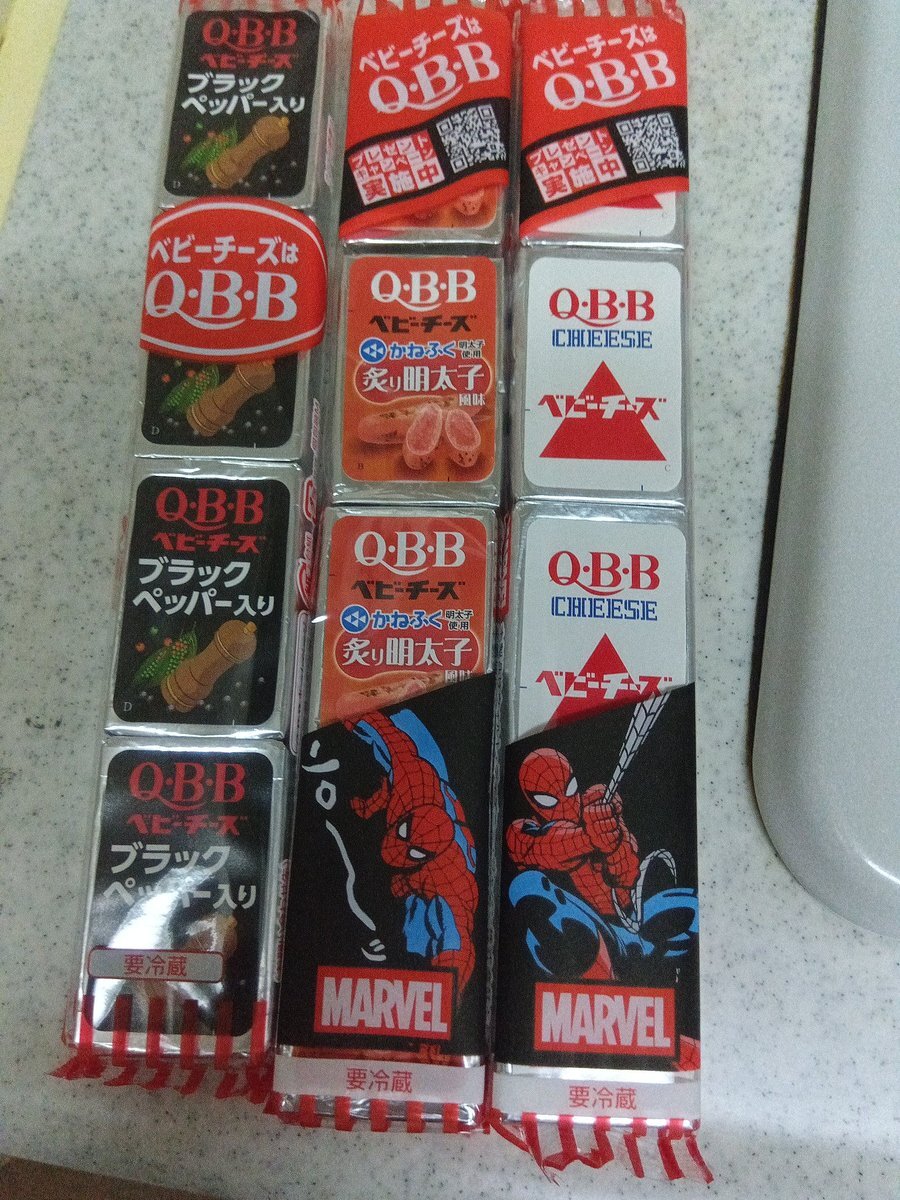 Q・B・B
ベビーチーズ
ブラック
ペッパー入り
D
ベビーチーズは
Q・B・B
D
Q・B・B
ベビーチーズ
ブラック
ペッパー入り
D
Q・B・B
ベビーチーズ
ブラック
ペッパー入り
要冷蔵
ベビーチーズは
Q・B・B
プレゼント
キャンペーン
実施中
Q・B・B
ベビーチーズ
かねふく 明太子使用
炙り明太子
風味
B
Q・B・B
ベビーチーズ
かねふく 明太子使用
炙り明太子
風味
ソロ〜〜
MARVEL
要冷蔵
ベビーチーズは
Q・B・B
プレゼント
キャンペーン
実施中
C
Q・B・B
CHEESE
ベビーチーズ
C
Q・B・B
CHEESE
ベビーチーズ
MARVEL
要冷蔵